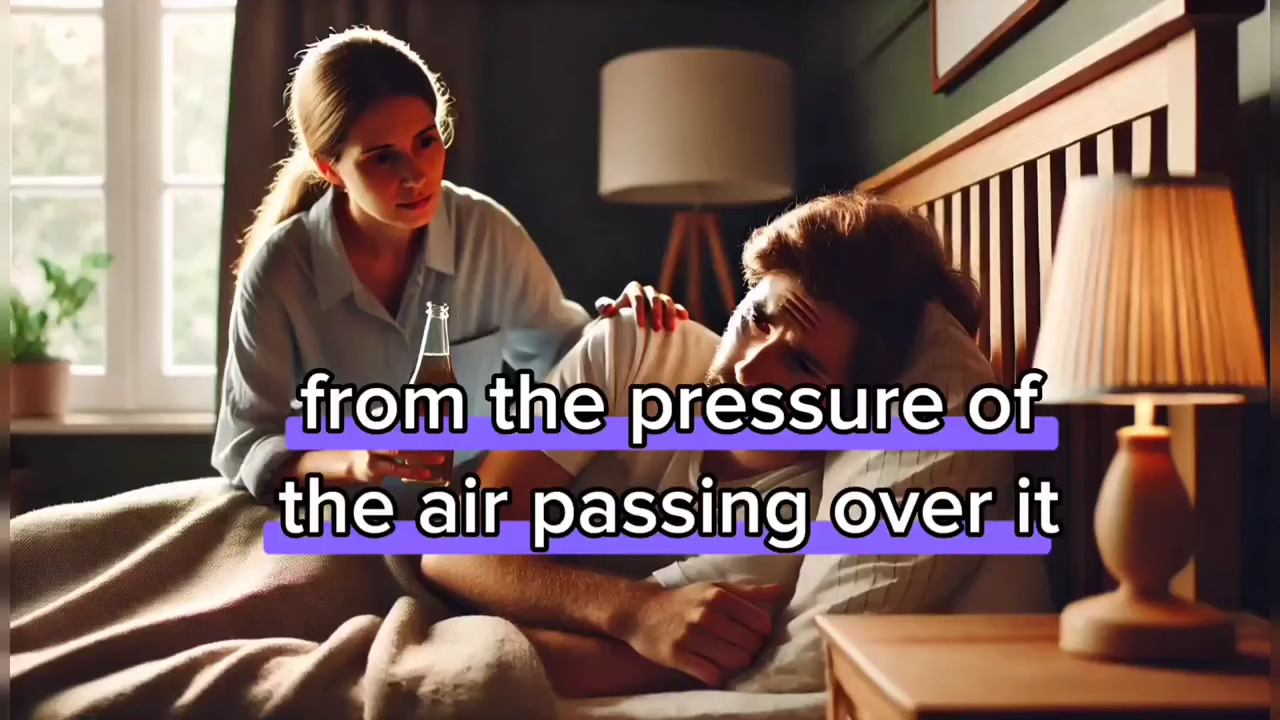 from the pressure of
the air passing over it